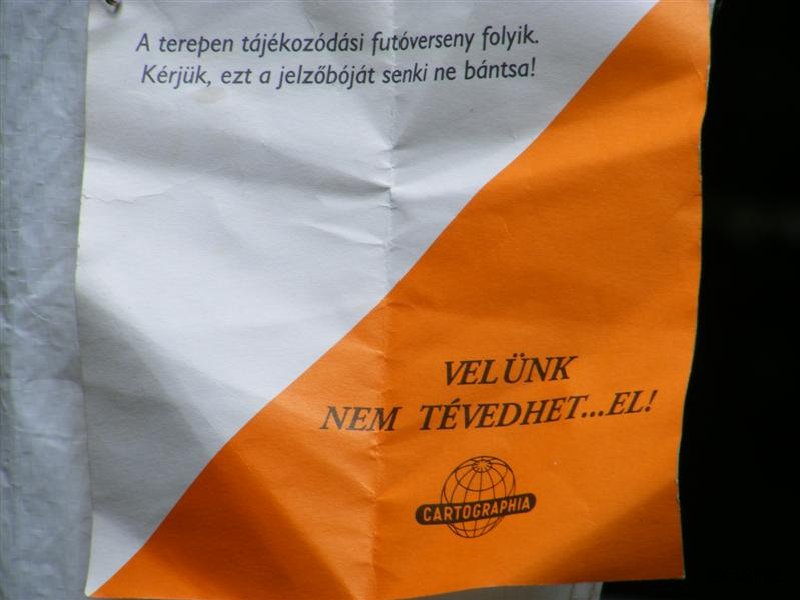 A terepen tájékozódási futóverseny folyik.
Kérjük, ezt a jelzőbóját senki ne bántsa!
VELÜNK
NEM TÉVEDHET...EL!
CARTOGRAPHIA